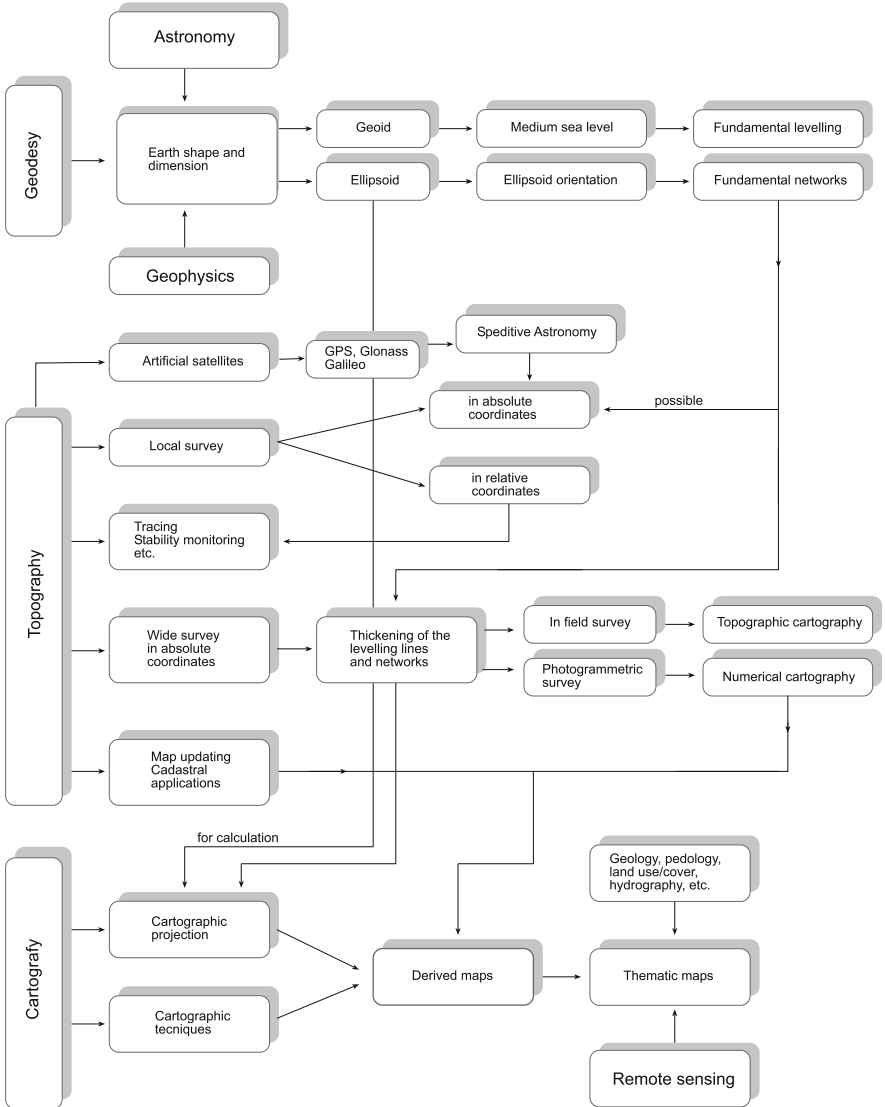 Astronomy
Geodesy
Earth shape and
dimension
Geoid
Medium sea level
Fundamental levelling
Ellipsoid
Ellipsoid orientation
Fundamental networks
Geophysics
Artificial satellites
GPS, Glonass
Galileo
Speditive Astronomy
in absolute
coordinates
possible
Topography
Local survey
in relative
coordinates
Tracing
Stability monitoring
etc.
Wide survey
in absolute
coordinates
Thickening of the
levelling lines
and networks
In field survey
Topographic cartography
Photogrammetric
survey
Numerical cartography
Map updating
Cadastral
applications
for calculation
Cartografy
Cartographic
projection
Geology, pedology,
land use/cover,
hydrography, etc.
Derived maps
Thematic maps
Cartographic
tecniques
Remote sensing